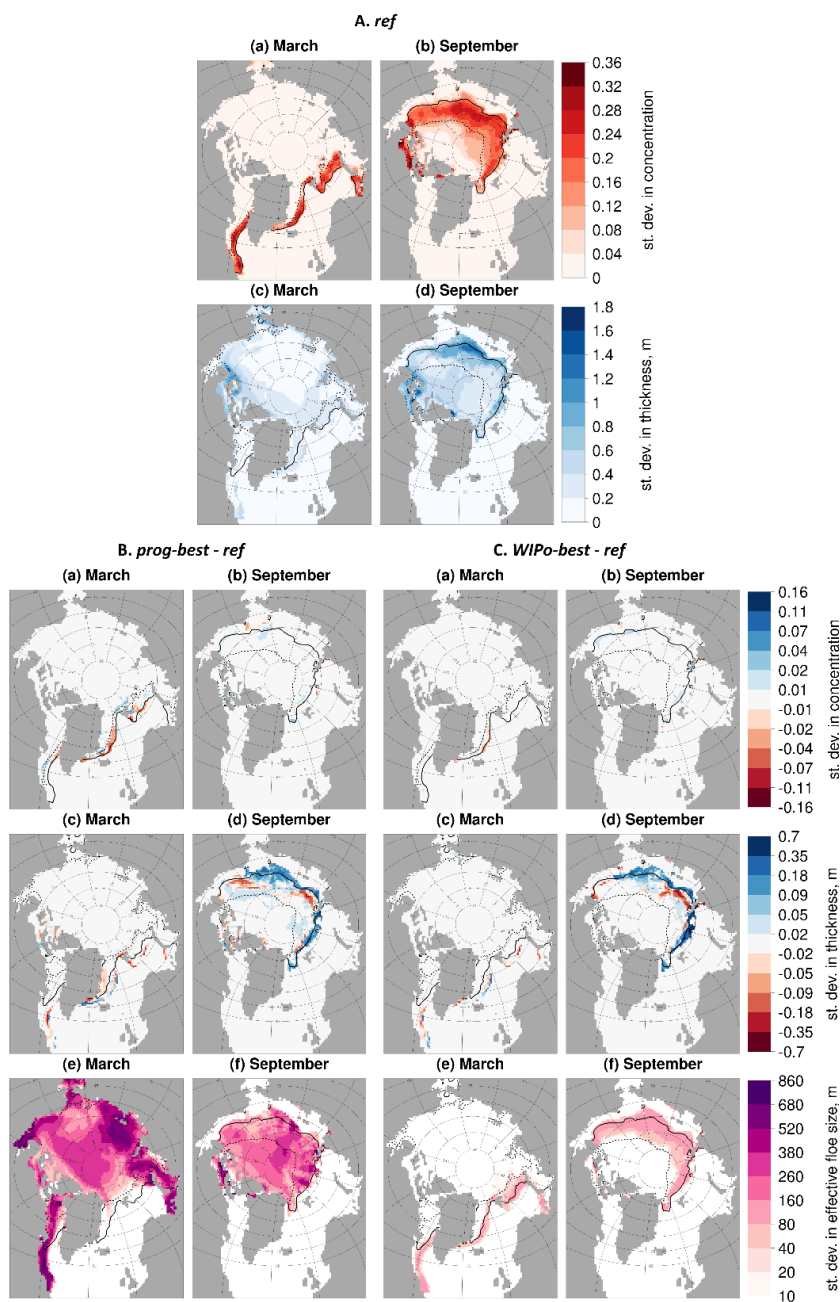 A. ref
(a) March
(b) September
0.36
0.32
0.28
0.24
0.2
0.16
0.12
0.08
0.04
0
st. dev. in concentration
(c) March
(d) September
1.8
1.6
1.4
1.2
1
0.8
0.6
0.4
0.2
0
st. dev. in thickness, m
B. prog-best - ref
C. WIPo-best - ref
(a) March
(b) September
(a) March
(b) September
0.16
0.11
0.07
0.04
0.02
0.01
-0.01
-0.02
-0.04
-0.07
-0.11
-0.16
st. dev. in concentration
(c) March
(d) September
(c) March
(d) September
0.7
0.35
0.18
0.09
0.05
0.02
-0.02
-0.05
-0.09
-0.18
-0.35
-0.7
st. dev. in thickness, m
(e) March
(f) September
(e) March
(f) September
860
680
520
380
260
160
80
40
20
10
st. dev. in effective floe size, m